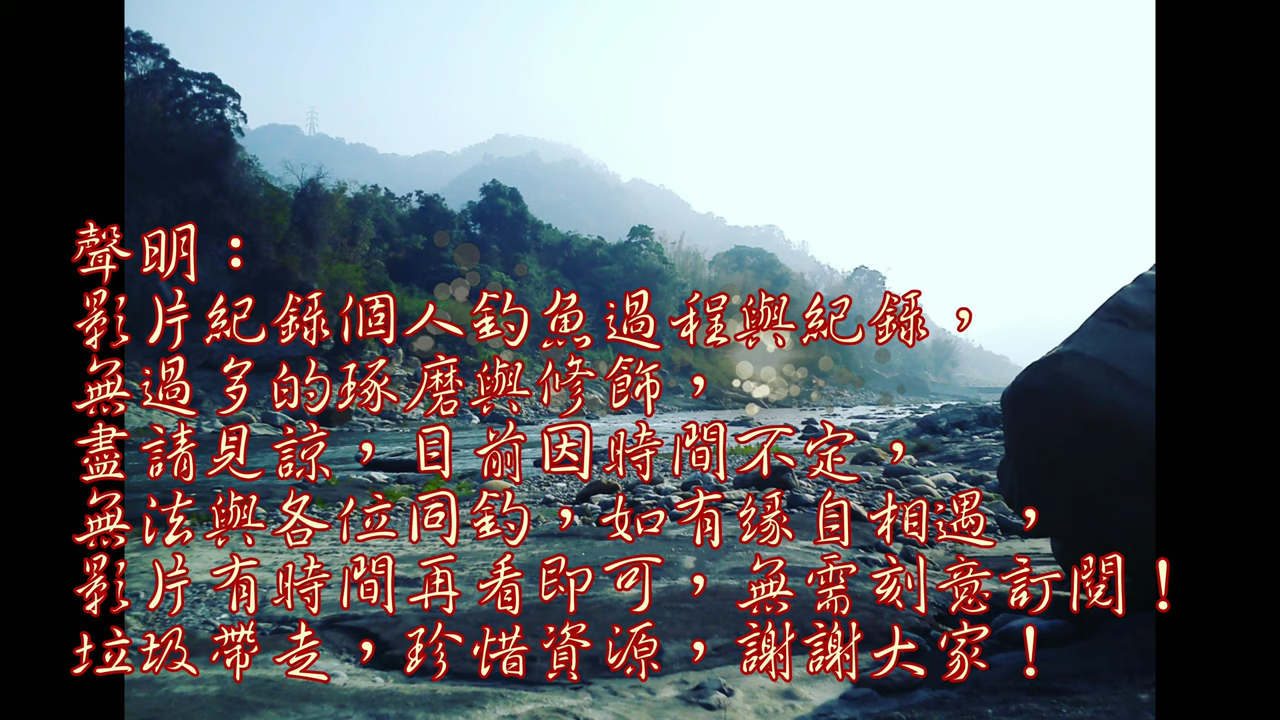 聲明：
影片紀錄個人釣魚過程與紀錄，
無過多的琢磨與修飾，
盡請見諒，目前因時間不定，
無法與各位同釣，如有緣自相遇，
影片有時間再看即可，無需刻意訂閱！
垃圾帶走，珍惜資源，謝謝大家！